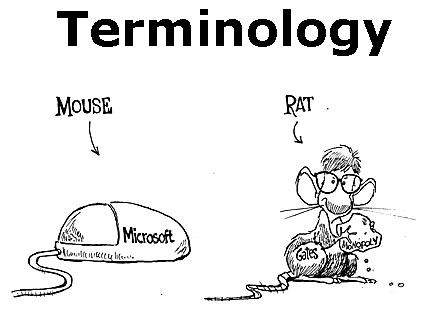 Terminology
MOUSE
RAT
Microsoft
Gates
MONOPOLY